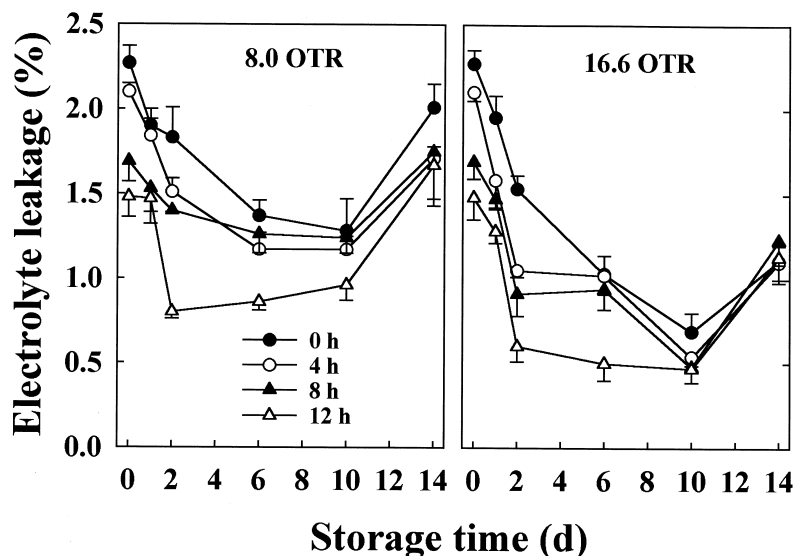 2.5
2.0
1.5
1.0
0.5
0.0
Electrolyte leakage (%)
8.0 OTR
16.6 OTR
0 h
4 h
8 h
12 h
0 2 4 6 8 10 12 14
0 2 4 6 8 10 12 14
Storage time (d)